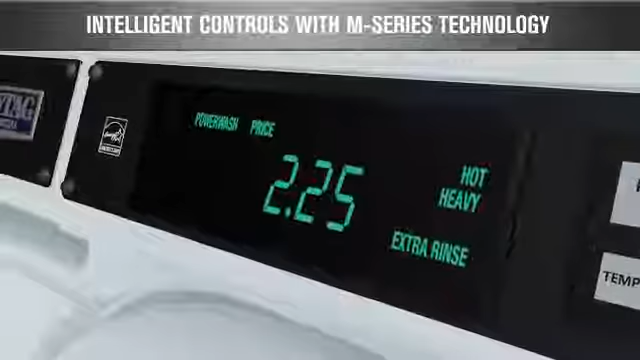 INTELLIGENT CONTROLS WITH M-SERIES TECHNOLOGY
POWERWASH PRICE
2.25
HOT
HEAVY
EXTRA RINSE
TEMP